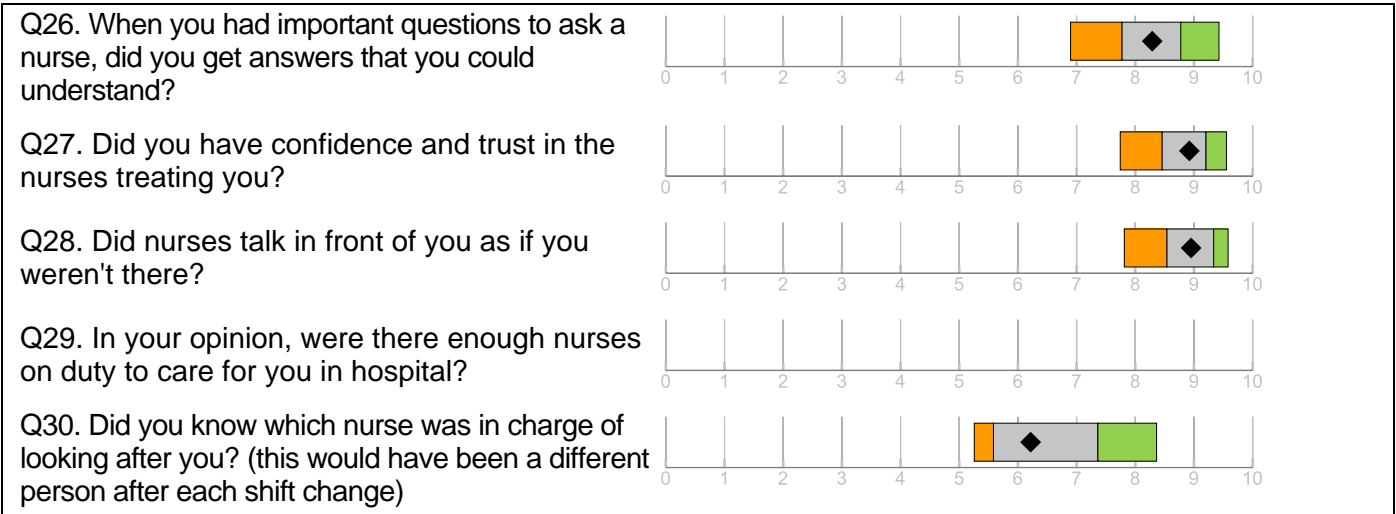 Q26. When you had important questions to ask a
nurse, did you get answers that you could
understand?
0 1 2 3 4 5 6 7 8 9 10
Q27. Did you have confidence and trust in the
nurses treating you?
0 1 2 3 4 5 6 7 8 9 10
Q28. Did nurses talk in front of you as if you
weren't there?
0 1 2 3 4 5 6 7 8 9 10
Q29. In your opinion, were there enough nurses
on duty to care for you in hospital?
0 1 2 3 4 5 6 7 8 9 10
Q30. Did you know which nurse was in charge of
looking after you? (this would have been a different
person after each shift change)
0 1 2 3 4 5 6 7 8 9 10